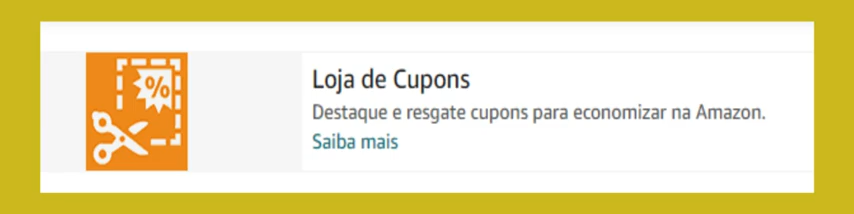 %
Loja de Cupons
Destaque e resgate cupons para economizar na Amazon.
Saiba mais